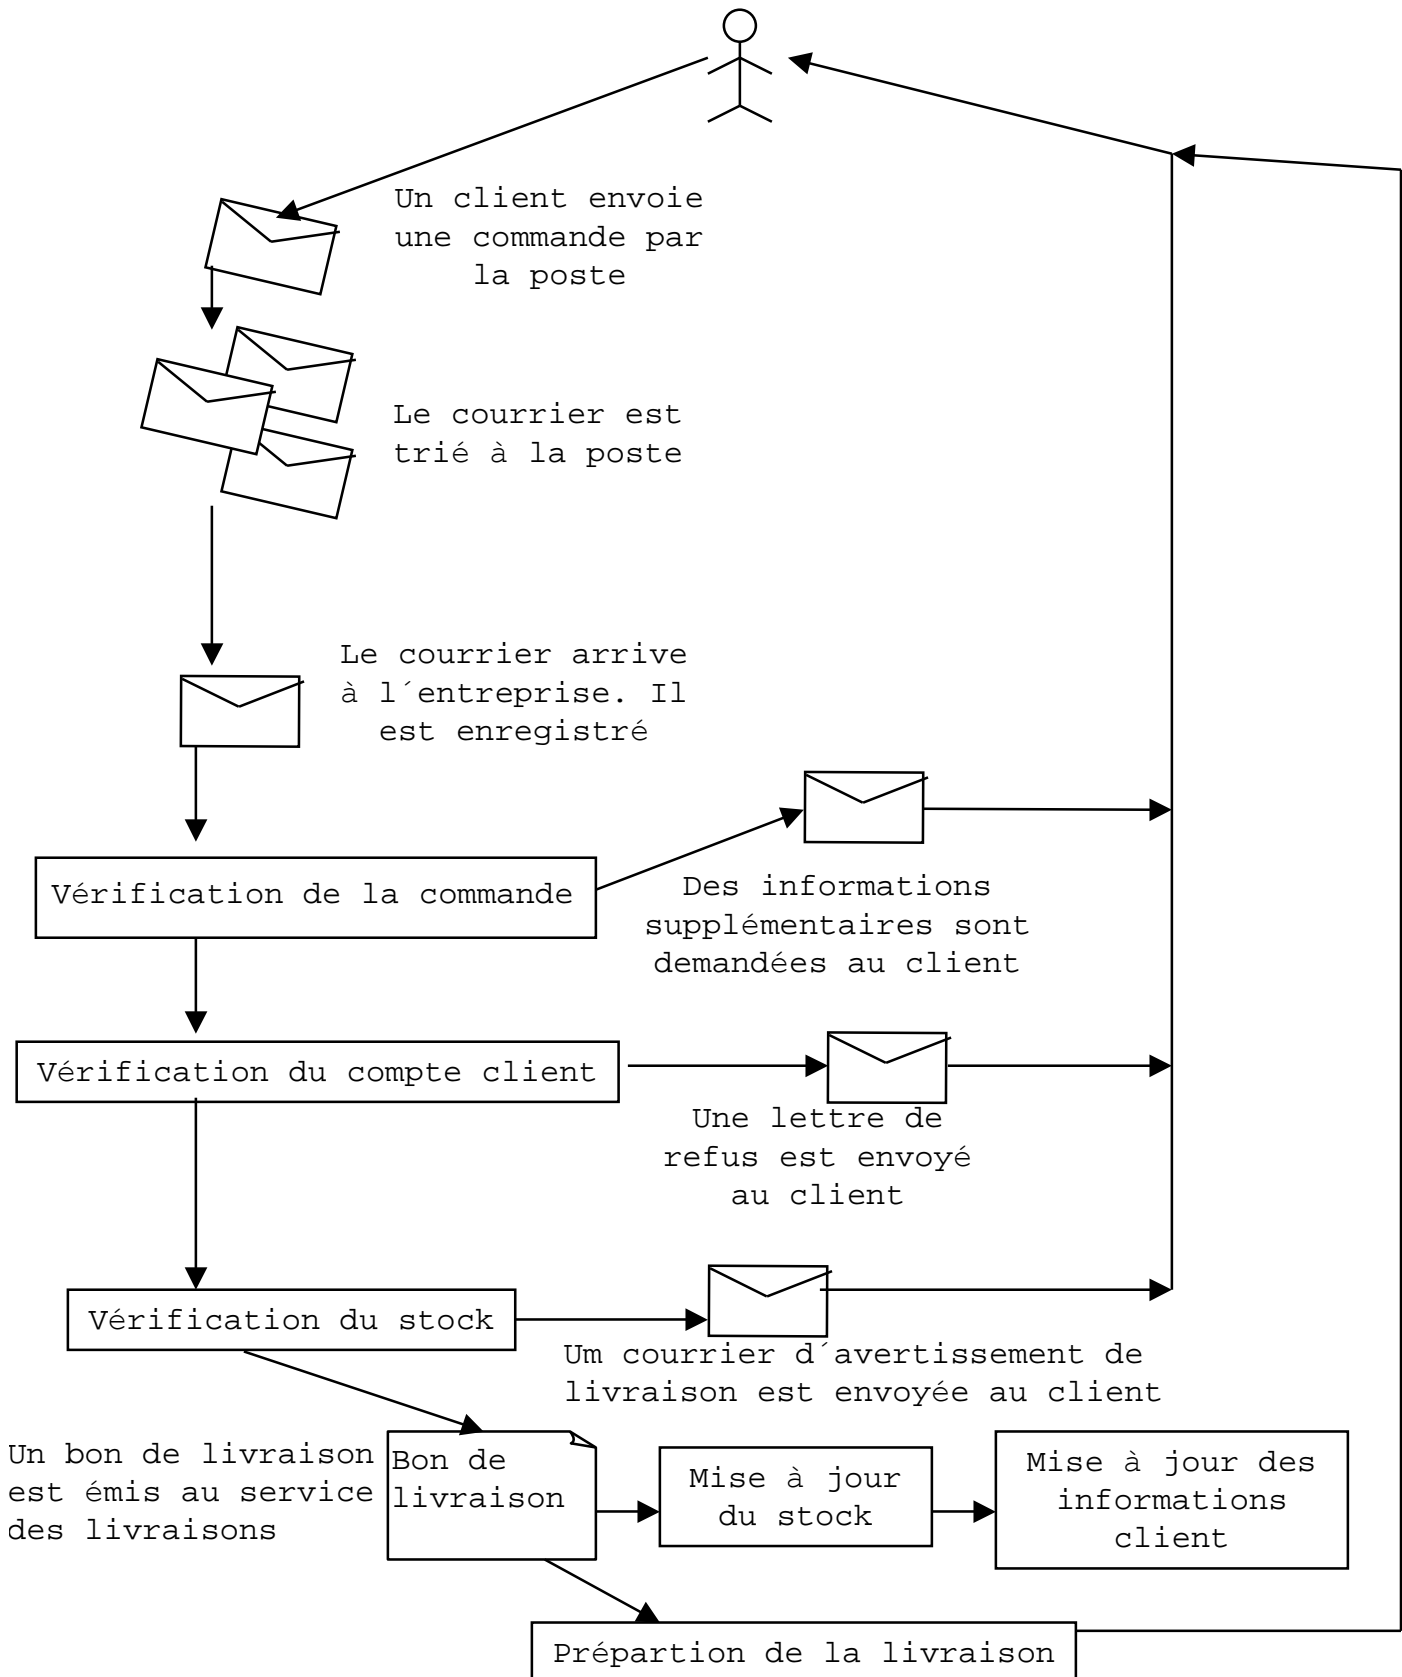 Un client envoie
une commande par
la poste
Le courrier est
trié à la poste
Le courrier arrive
à l´entreprise. Il
est enregistré
Vérification de la commande
Des informations
supplémentaires sont
demandées au client
Vérification du compte client
Une lettre de
refus est envoyé
au client
Vérification du stock
Um courrier d´avertissement de
livraison est envoyée au client
Un bon de livraison
est émis au service
des livraisons
Bon de
livraison
Mise à jour
du stock
Mise à jour des
informations
client
Prépartion de la livraison